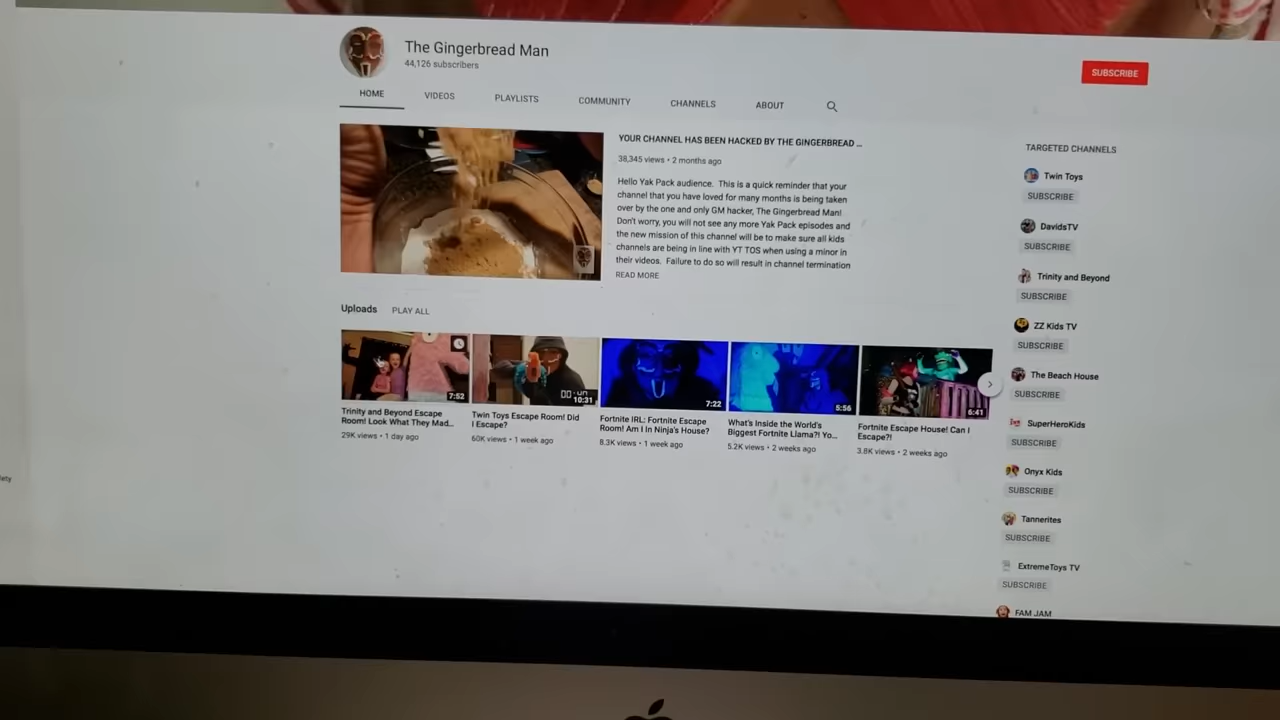 The Gingerbread Man
44,126 subscribers
SUBSCRIBE
HOME VIDEOS PLAYLISTS COMMUNITY CHANNELS ABOUT
YOUR CHANNEL HAS BEEN HACKED BY THE GINGERBREAD ...
38,345 views • 2 months ago
Hello Yak Pack audience. This is a quick reminder that your
channel that you have loved for many months is being taken
over by the one and only GM hacker, The Gingerbread Man!
Don't worry, you will not see any more Yak Pack episodes and
the new mission of this channel will be to make sure all kids
channels are being in line with YT TOS when using a minor in
their videos. Failure to do so will result in channel termination
READ MORE
Uploads PLAY ALL
7:52
Trinity and Beyond Escape
Room! Look What They Mad...
29K views • 1 day ago
10:31
Twin Toys Escape Room! Did
I Escape?
60K views • 1 week ago
7:22
Fortnite IRL: Fortnite Escape
Room! Am I In Ninja's House?
8.3K views • 1 week ago
5:56
What's Inside the World's
Biggest Fortnite Llama?! Yo...
5.2K views • 2 weeks ago
6:41
Fortnite Escape House! Can I
Escape?!
3.8K views • 2 weeks ago
TARGETED CHANNELS
Twin Toys
SUBSCRIBE
DavidsTV
SUBSCRIBE
Trinity and Beyond
SUBSCRIBE
ZZ Kids TV
SUBSCRIBE
The Beach House
SUBSCRIBE
SuperHeroKids
SUBSCRIBE
Onyx Kids
SUBSCRIBE
Tannerites
SUBSCRIBE
ExtremeToys TV
SUBSCRIBE
FAM JAM